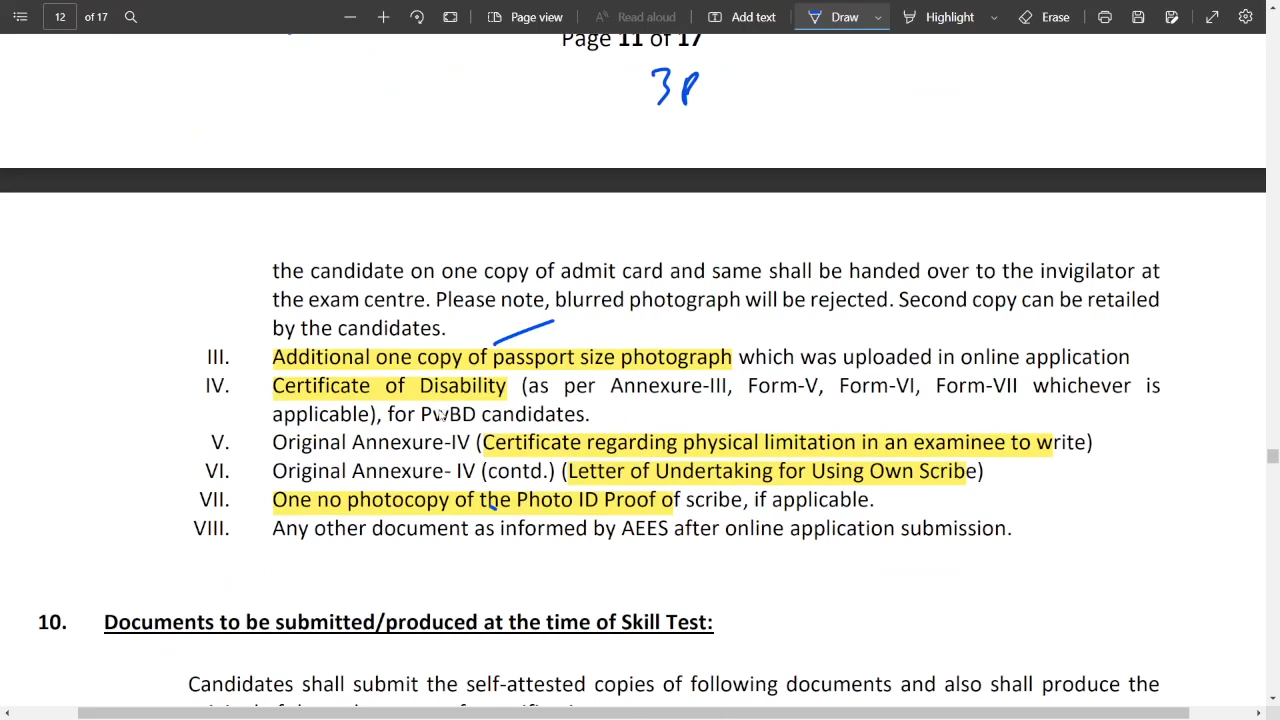 12 of 17 Page view Read aloud Add text Draw Highlight Erase
Page 11 of 17
3P
the candidate on one copy of admit card and same shall be handed over to the invigilator at
the exam centre. Please note, blurred photograph will be rejected. Second copy can be retailed
by the candidates.
III. Additional one copy of passport size photograph which was uploaded in online application
IV. Certificate of Disability (as per Annexure-III, Form-V, Form-VI, Form-VII whichever is
applicable), for PwBD candidates.
V. Original Annexure-IV (Certificate regarding physical limitation in an examinee to write)
VI. Original Annexure- IV (contd.) (Letter of Undertaking for Using Own Scribe)
VII. One no photocopy of the Photo ID Proof of scribe, if applicable.
VIII. Any other document as informed by AEES after online application submission.
10. Documents to be submitted/produced at the time of Skill Test:
Candidates shall submit the self-attested copies of following documents and also shall produce the